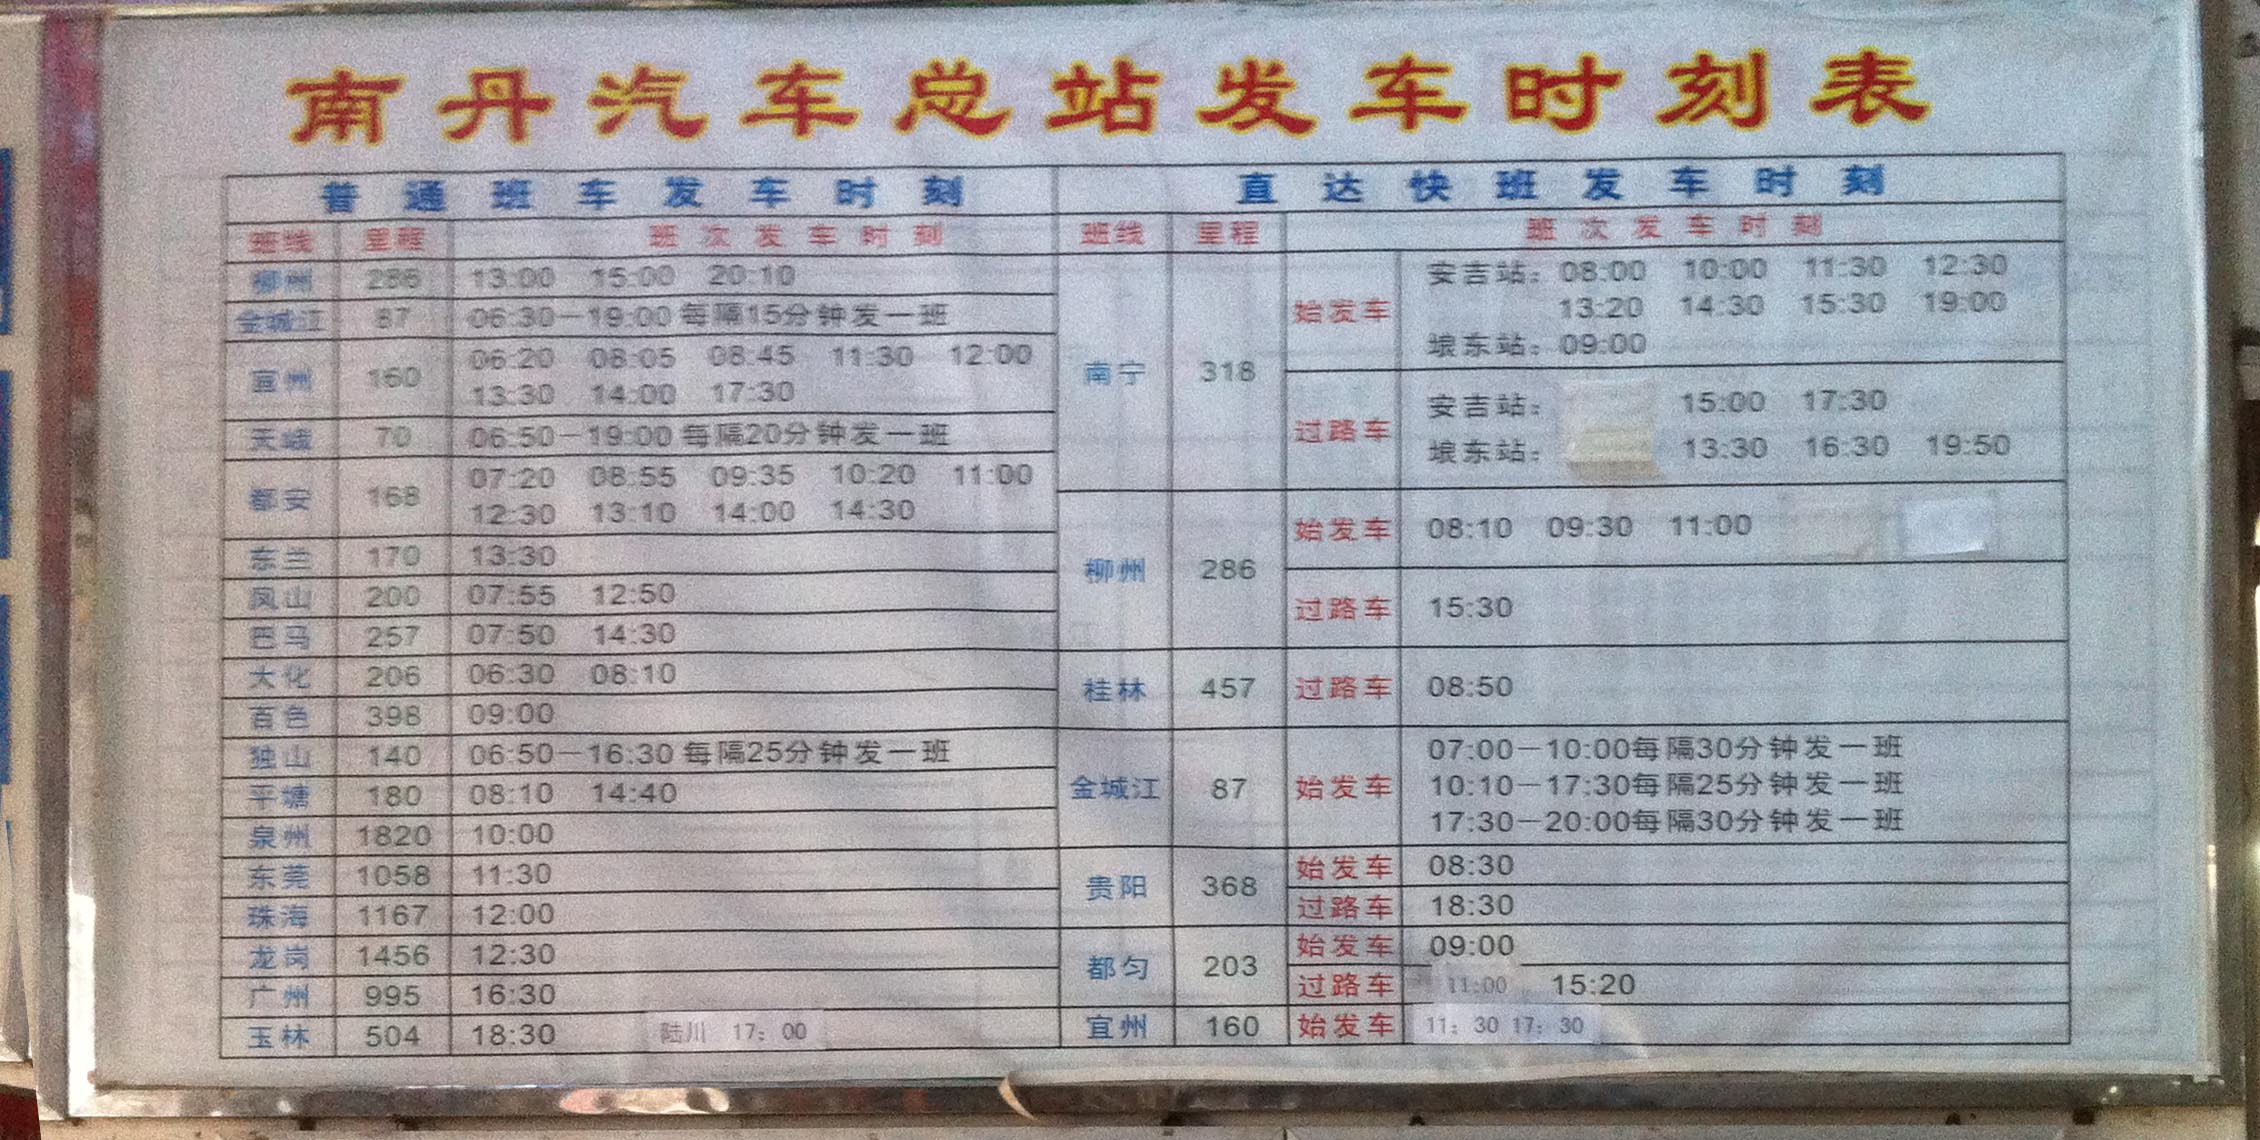 南丹汽车总站发车时刻表
普通班车发车时刻
班线 里程 班次发车时刻
柳州 286 13:00 15:00 20:10
金城江 87 06:30—19:00每隔15分钟发一班
宜州 160 06:20 08:05 08:45 11:30 12:00
13:30 14:00 17:30
天峨 70 06:50—19:00每隔20分钟发一班
都安 168 07:20 08:55 09:35 10:20 11:00
12:30 13:10 14:00 14:30
东兰 170 13:30
凤山 200 07:55 12:50
巴马 257 07:50 14:30
大化 206 06:30 08:10
百色 398 09:00
独山 140 06:50—16:30每隔25分钟发一班
平塘 180 08:10 14:40
泉州 1820 10:00
东莞 1058 11:30
珠海 1167 12:00
龙岗 1456 12:30
广州 995 16:30
玉林 504 18:30 陆川 17：00
直达快班发车时刻
班线 里程 班次发车时刻
南宁 318 始发车 安吉站：08:00 10:00 11:30 12:30
13:20 14:30 15:30 19:00
埌东站：09:00
过路车 安吉站： 15:00 17:30
埌东站： 13:30 16:30 19:50
柳州 286 始发车 08:10 09:30 11:00
过路车 15:30
桂林 457 过路车 08:50
金城江 87 始发车 07:00—10:00每隔30分钟发一班
10:10—17:30每隔25分钟发一班
17:30—20:00每隔30分钟发一班
贵阳 368 始发车 08:30
过路车 18:30
都匀 203 始发车 09:00
过路车 11:00 15:20
宜州 160 始发车 11：30 17：30